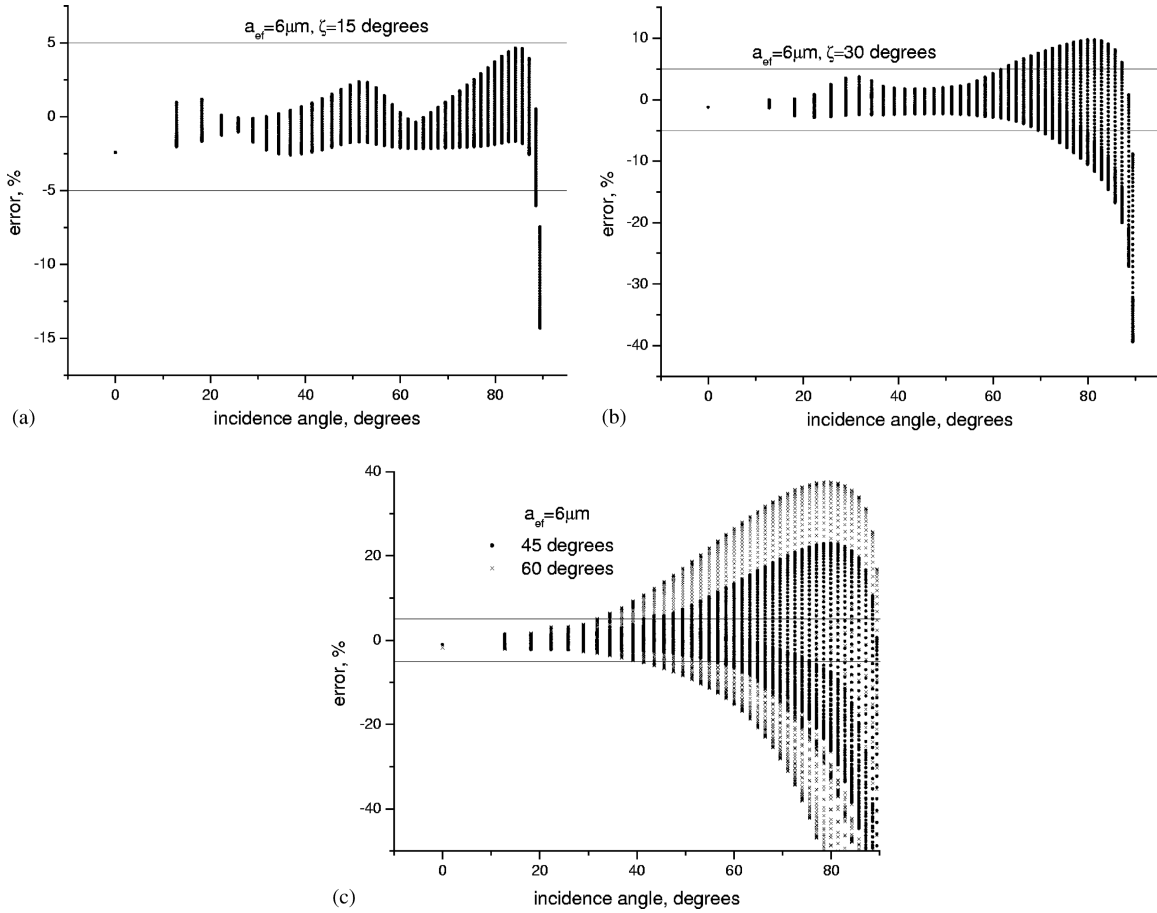 a_ef=6μm, ζ=15 degrees
5
0
-5
-10
-15
error, %
0 20 40 60 80
incidence angle, degrees
(a)
a_ef=6μm, ζ=30 degrees
10
0
-10
-20
-30
-40
error, %
0 20 40 60 80
incidence angle, degrees
(b)
a_ef=6μm
45 degrees
60 degrees
40
20
0
-20
-40
error, %
0 20 40 60 80
incidence angle, degrees
(c)